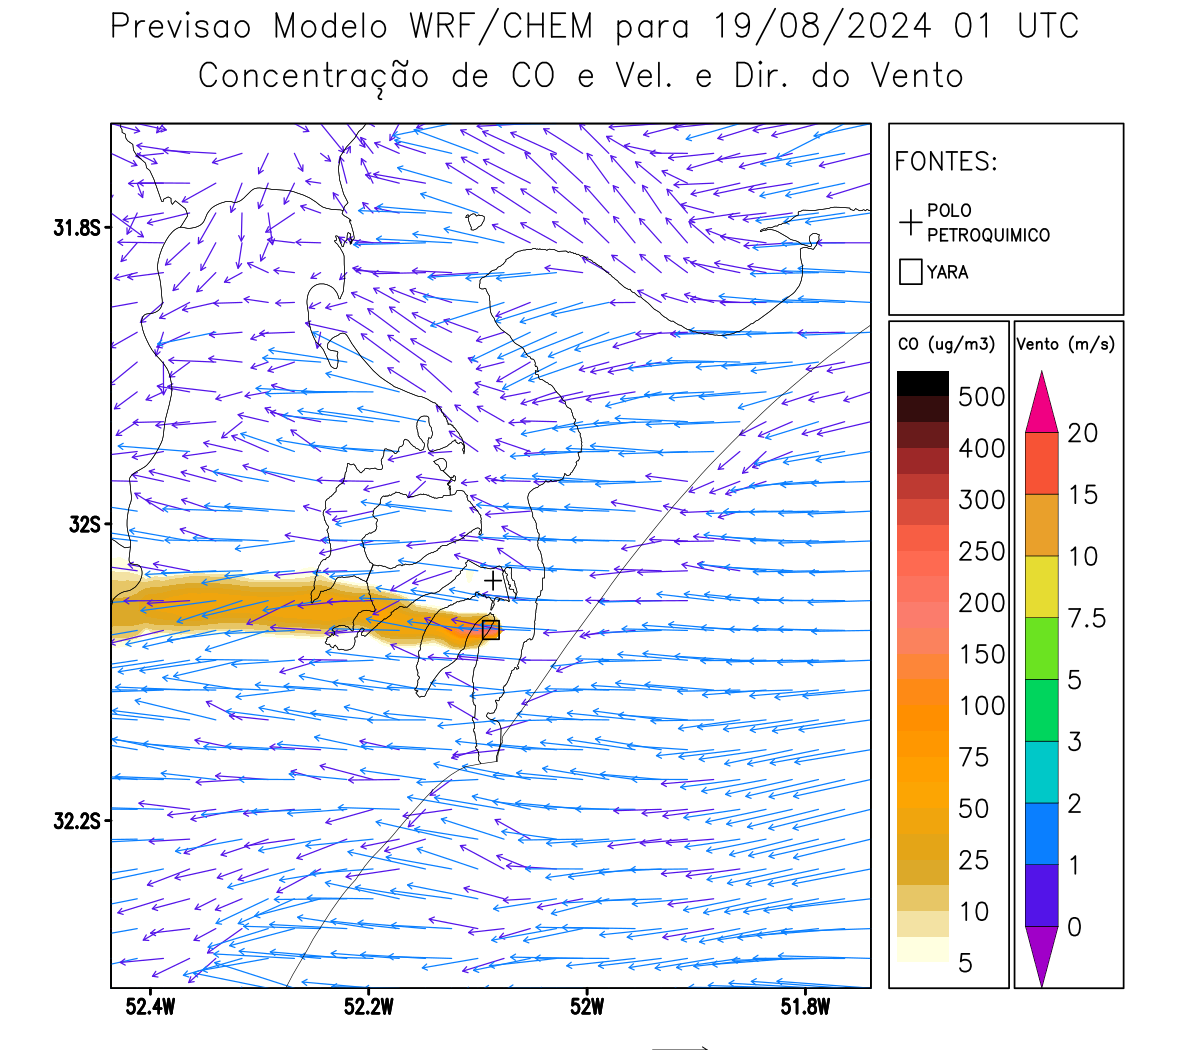 Previsao Modelo WRF/CHEM para 19/08/2024 01 UTC
Concentração de CO e Vel. e Dir. do Vento
FONTES:
POLO
PETROQUIMICO
YARA
CO (ug/m3)
500
400
300
250
200
150
100
75
50
25
10
5
Vento (m/s)
20
15
10
7.5
5
3
2
1
0
31.8S
32S
32.2S
52.4W 52.2W 52W 51.8W